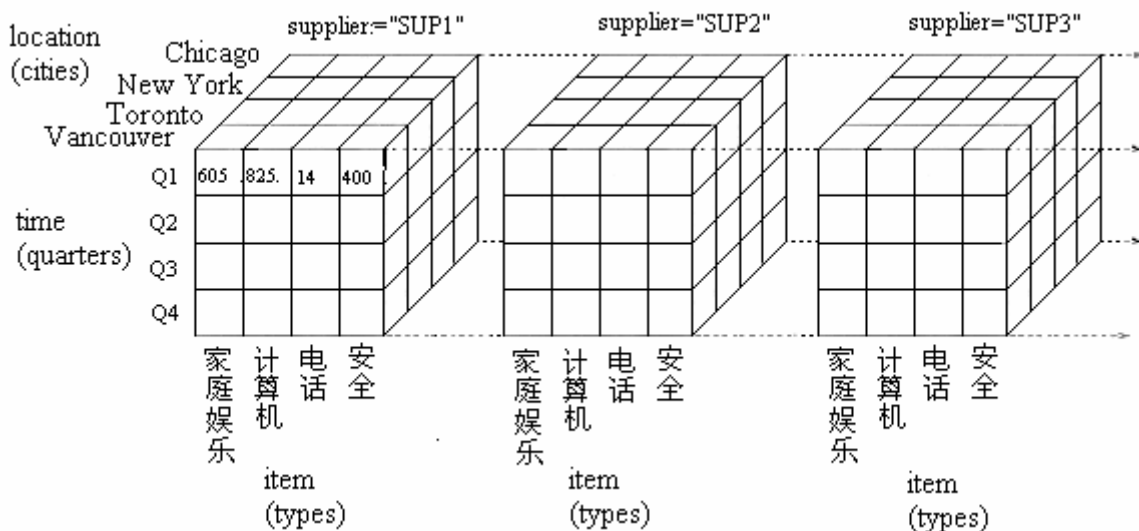 supplier:="SUP1"
supplier="SUP2"
supplier="SUP3"
location
(cities)
Chicago
New York
Toronto
Vancouver
Q1
605
.825.
14
400
time
(quarters)
Q2
Q3
Q4
家庭娱乐
计算机
电话
安全
家庭娱乐
计算机
电话
安全
家庭娱乐
计算机
电话
安全
item
(types)
item
(types)
item
(types)